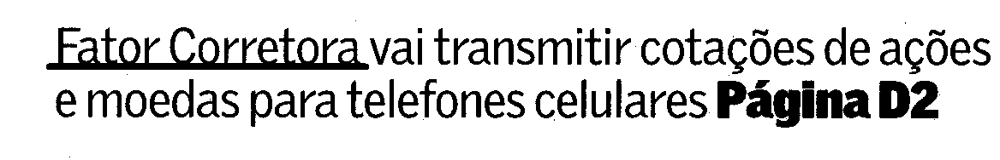 Fator Corretora vai transmitir cotações de ações
e moedas para telefones celulares Página D2